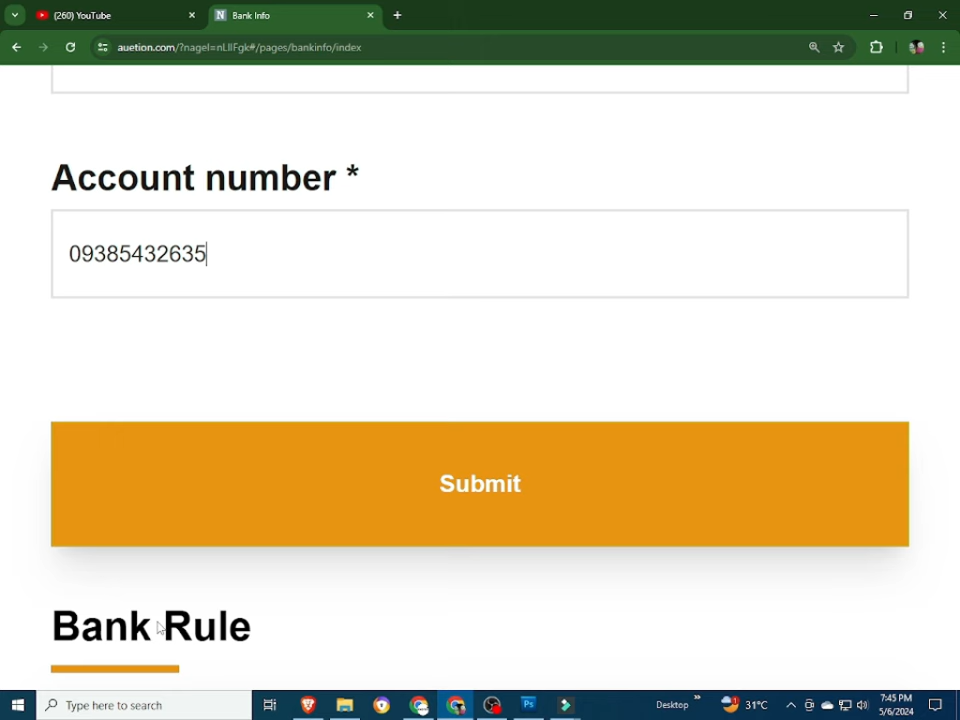 (260) YouTube
Bank Info
auetion.com/?nagel=nLlIFgk#/pages/bankinfo/index
Account number *
09385432635
Submit
Bank Rule
Type here to search
Desktop
31°C
7:45 PM
5/6/2024